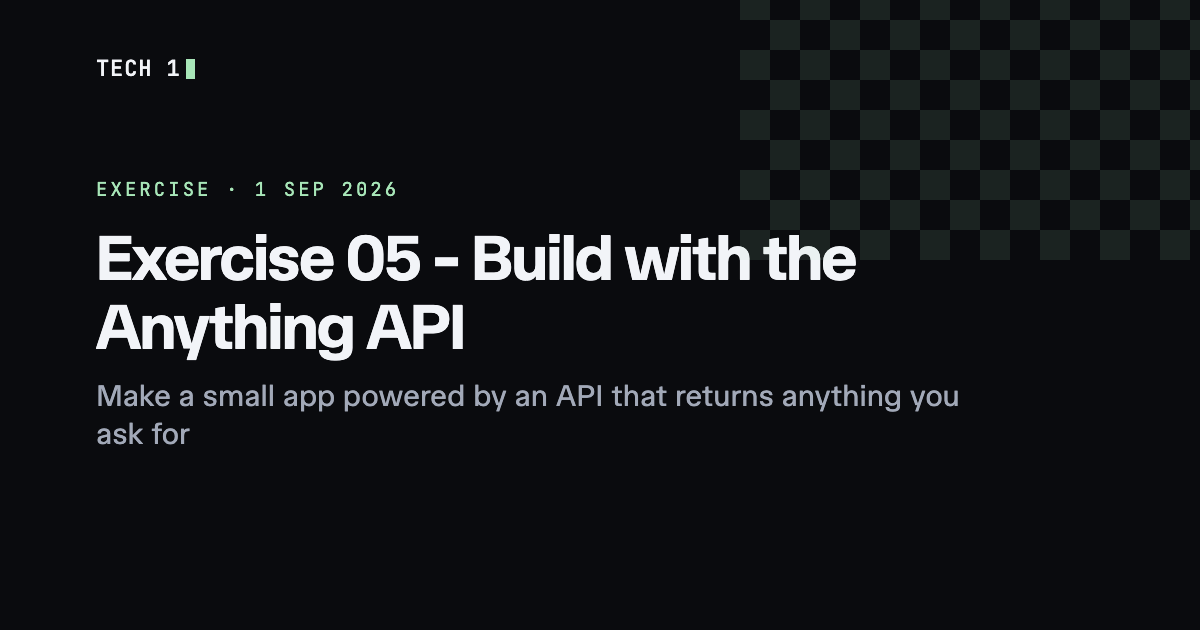 TECH 1
EXERCISE · 1 SEP 2026
Exercise 05 - Build with the
Anything API
Make a small app powered by an API that returns anything you
ask for